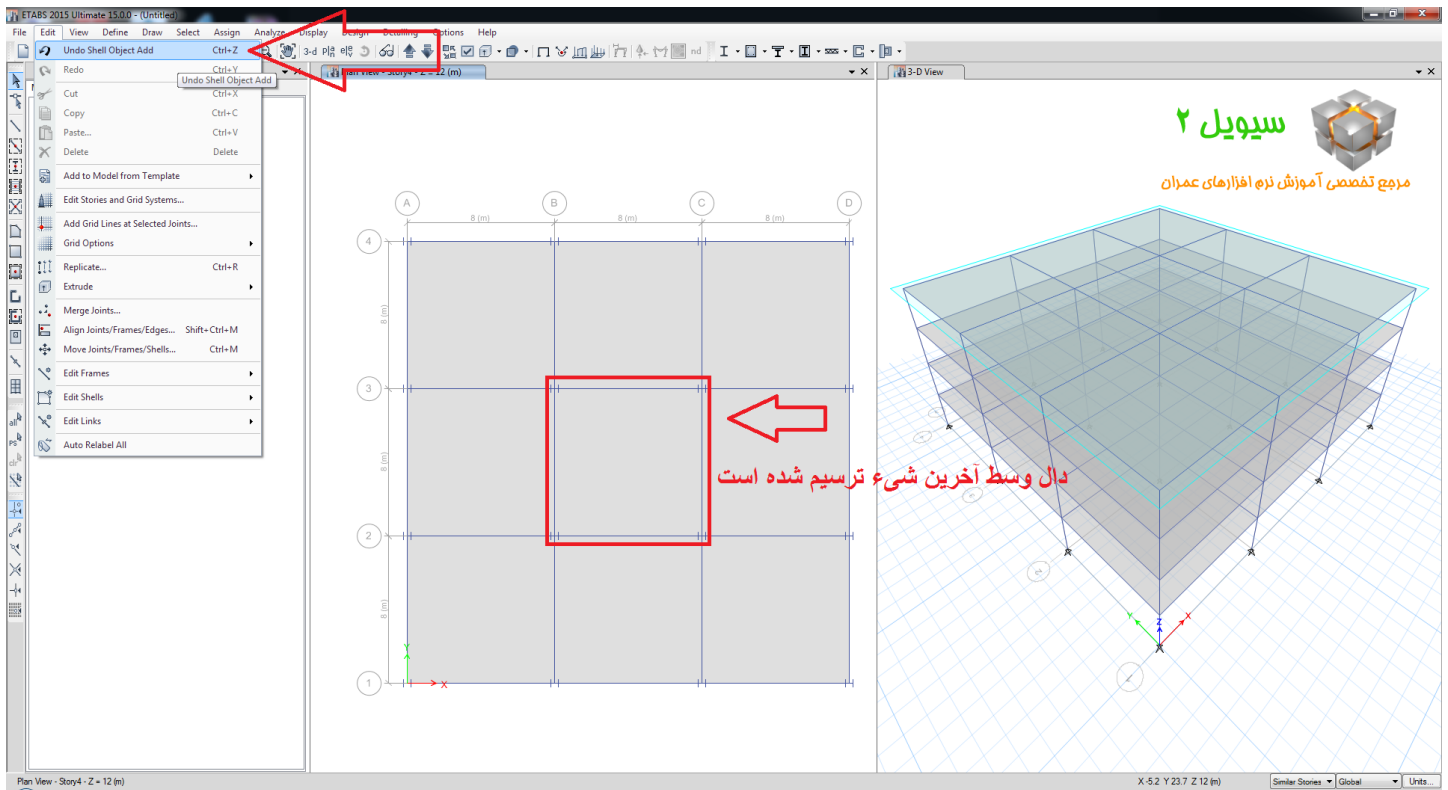 ETABS 2015 Ultimate 15.0.0 - (Untitled)
File Edit View Define Draw Select Assign Analyze Display Design Detailing Options Help
Undo Shell Object Add Ctrl+Z
Redo Ctrl+Y
Undo Shell Object Add
Cut Ctrl+X
Copy Ctrl+C
Paste... Ctrl+V
Delete Delete
Add to Model from Template
Edit Stories and Grid Systems...
Add Grid Lines at Selected Joints...
Grid Options
Replicate... Ctrl+R
Extrude
Merge Joints...
Align Joints/Frames/Edges... Shift+Ctrl+M
Move Joints/Frames/Shells... Ctrl+M
Edit Frames
Edit Shells
Edit Links
Auto Relabel All
3-d
nd
all
PS
clr
Plan View - Story4 - Z = 12 (m)
A B C D
8 (m) 8 (m) 8 (m)
4
8 (m)
3
8 (m)
2
8 (m)
1
Y
X
دال وسط آخرین شیء ترسیم شده است
3-D View
سیویل ۲
مرجع تخصصی آموزش نرم افزارهای عمران
Y Z X
Plan View - Story4 - Z = 12 (m)
X -5.2 Y 23.7 Z 12 (m)
Similar Stories
Global
Units...